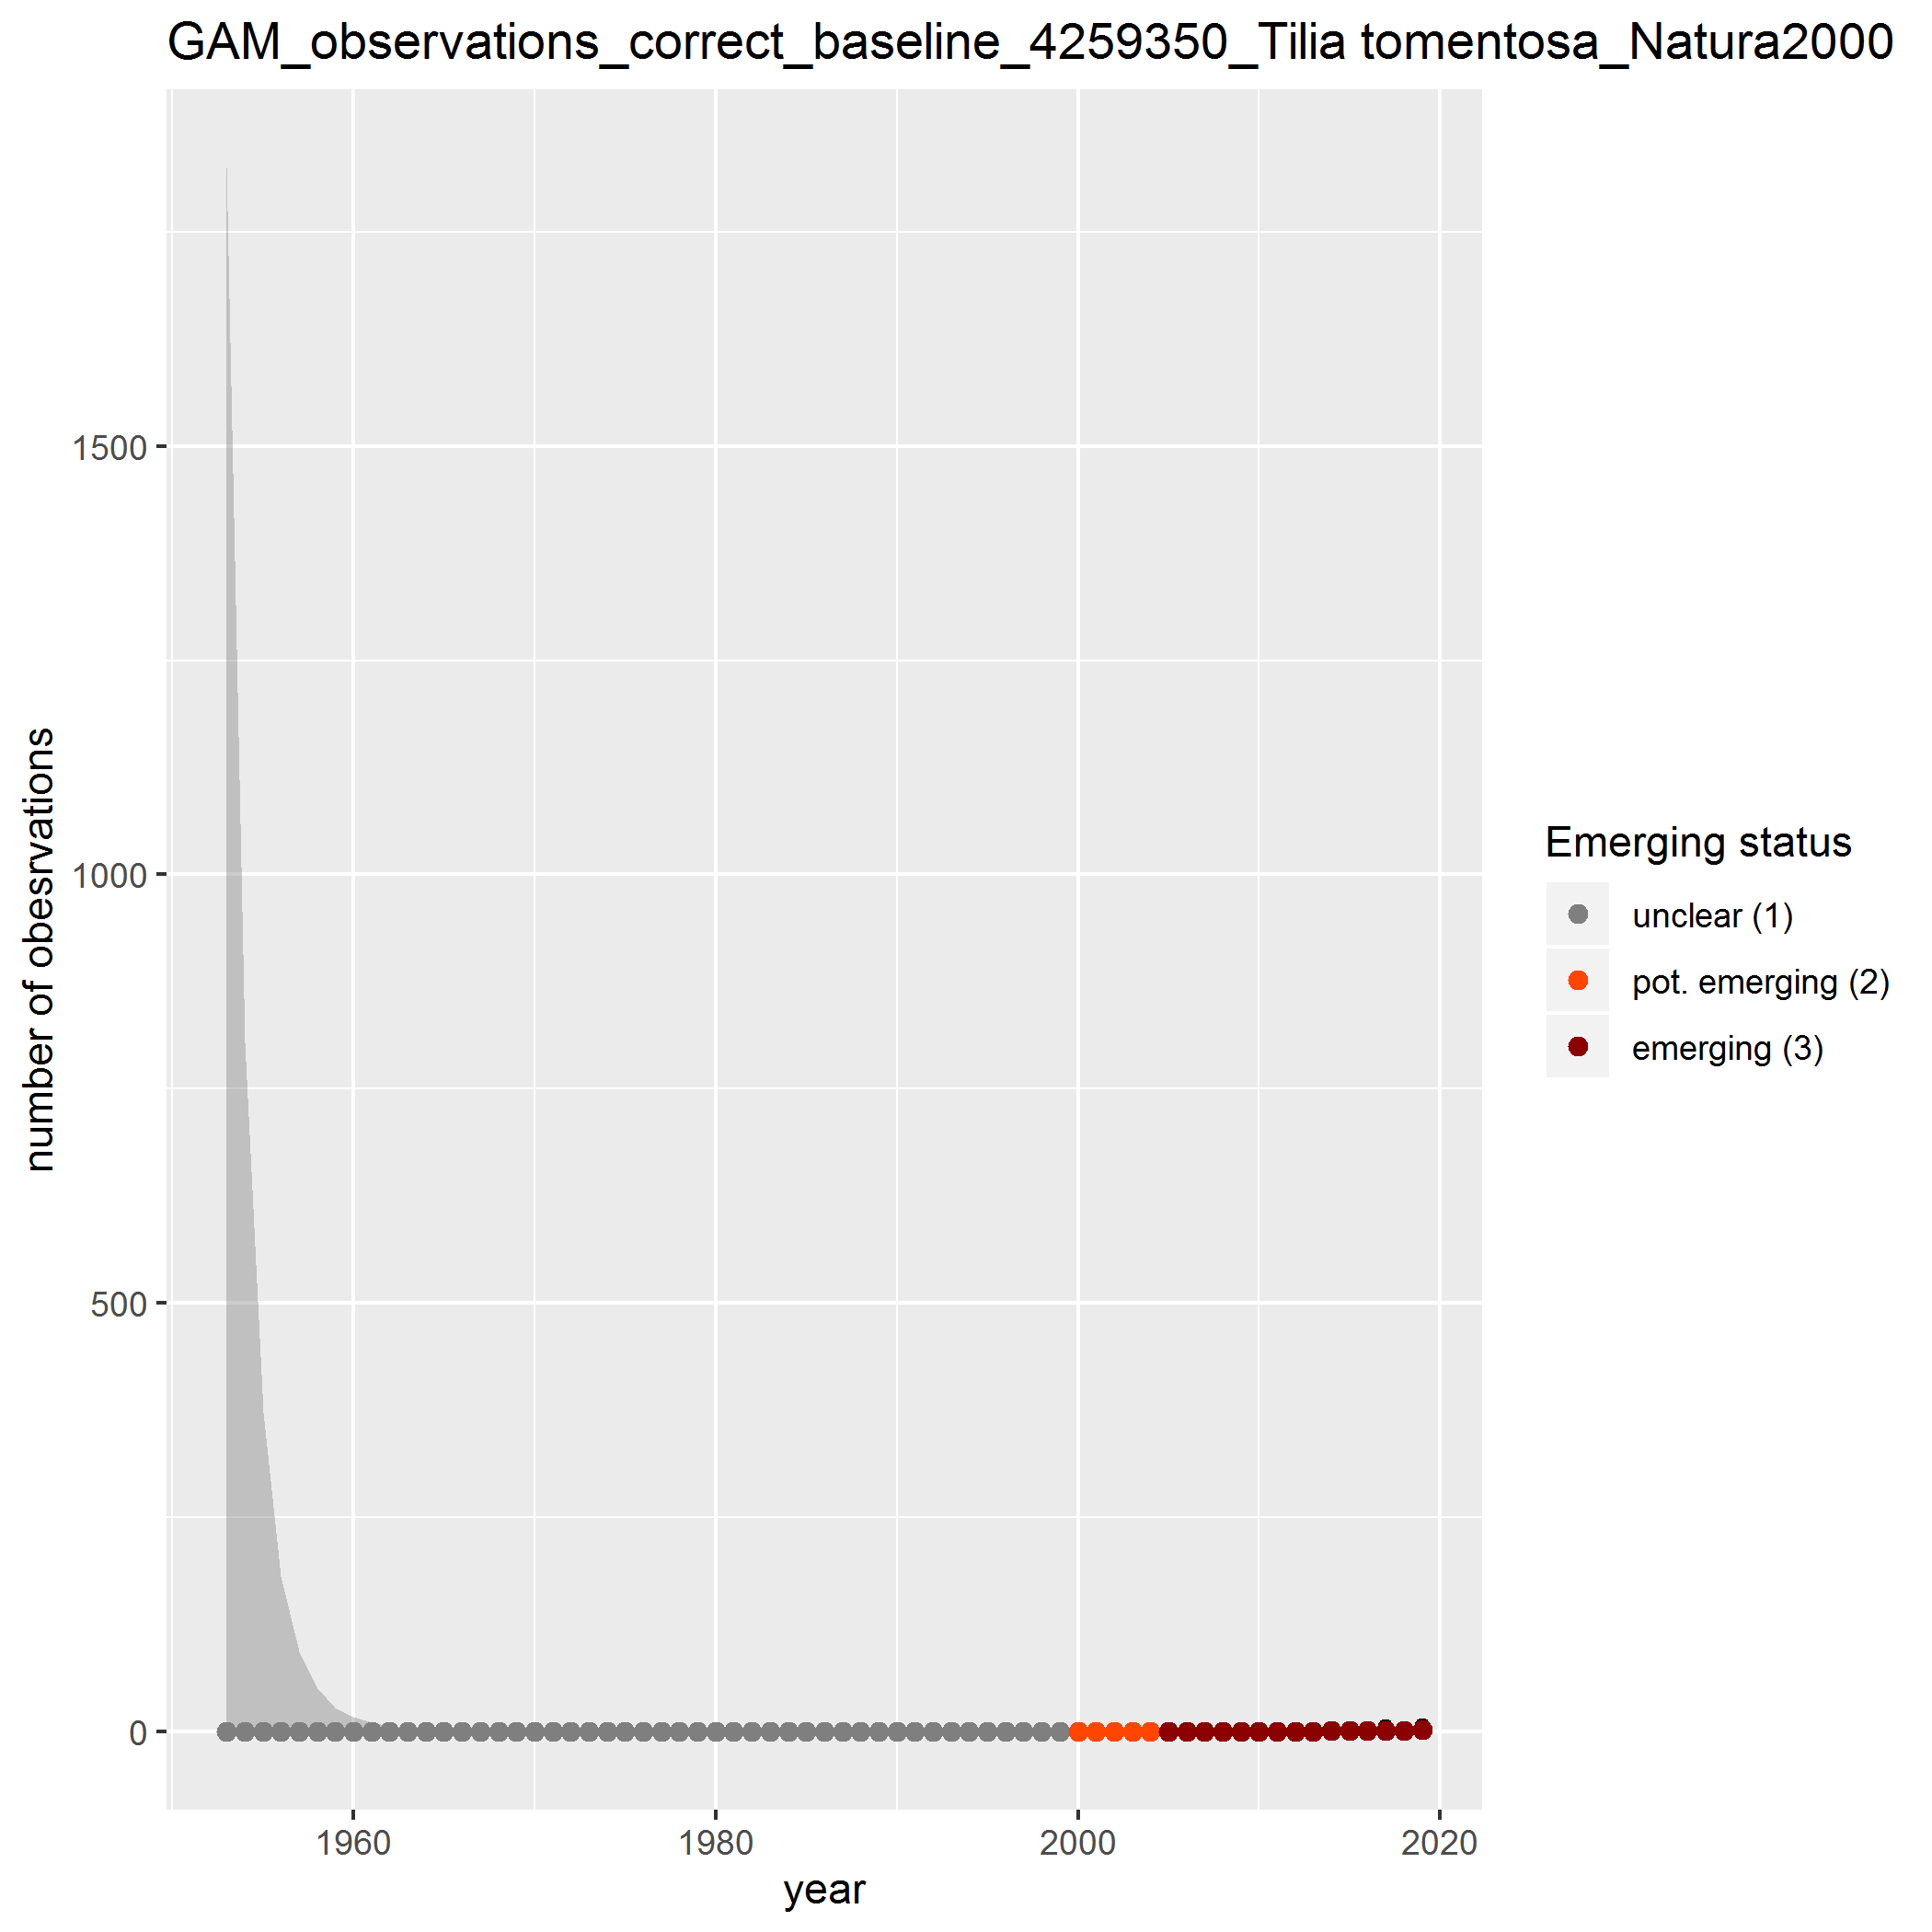 GAM_observations_correct_baseline_4259350_Tilia tomentosa_Natura2000
number of obesrvations
1500
1000
500
0
1960
1980
2000
2020
year
Emerging status
unclear (1)
pot. emerging (2)
emerging (3)